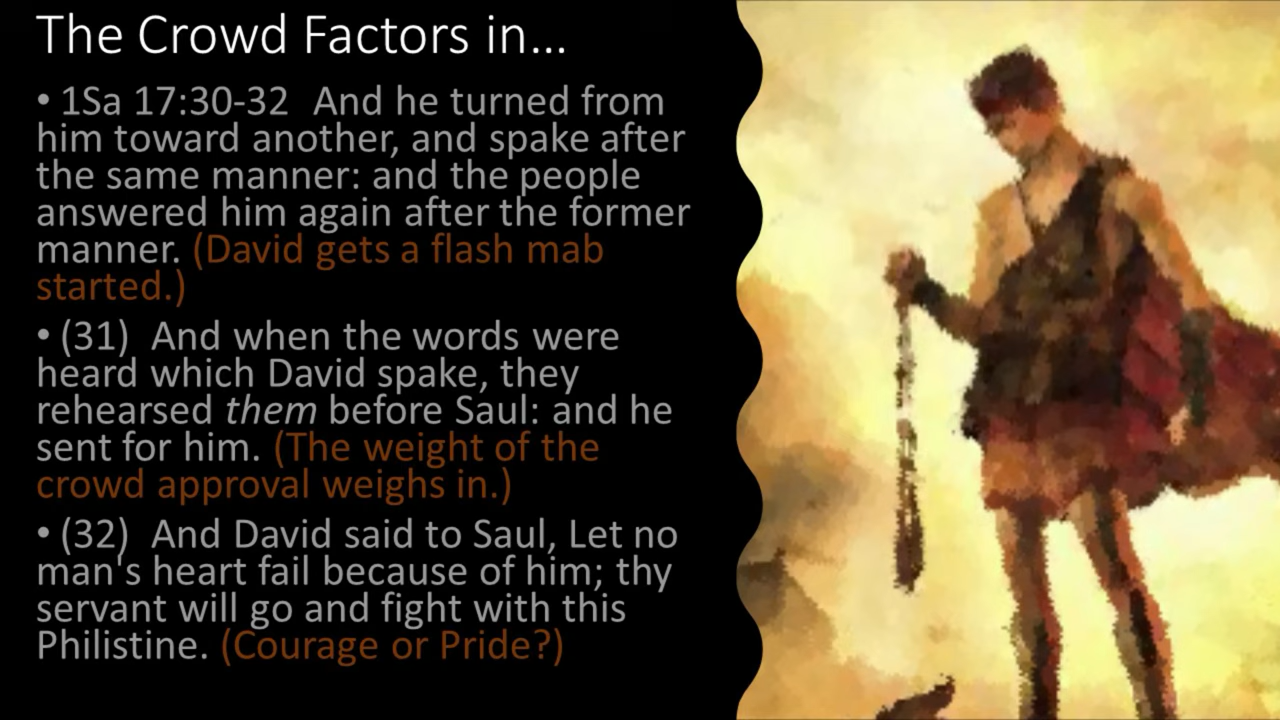 The Crowd Factors in...
• 1Sa 17:30-32 And he turned from
him toward another, and spake after
the same manner: and the people
answered him again after the former
manner. (David gets a flash mab
started.)
• (31) And when the words were
heard which David spake, they
rehearsed them before Saul: and he
sent for him. (The weight of the
crowd approval weighs in.)
• (32) And David said to Saul, Let no
man's heart fail because of him; thy
servant will go and fight with this
Philistine. (Courage or Pride?)